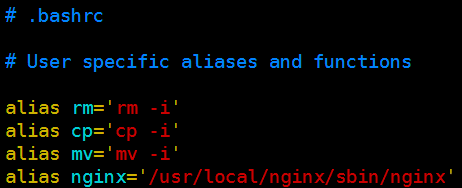 # .bashrc
# User specific aliases and functions
alias rm='rm -i'
alias cp='cp -i'
alias mv='mv -i'
alias nginx='/usr/local/nginx/sbin/nginx'